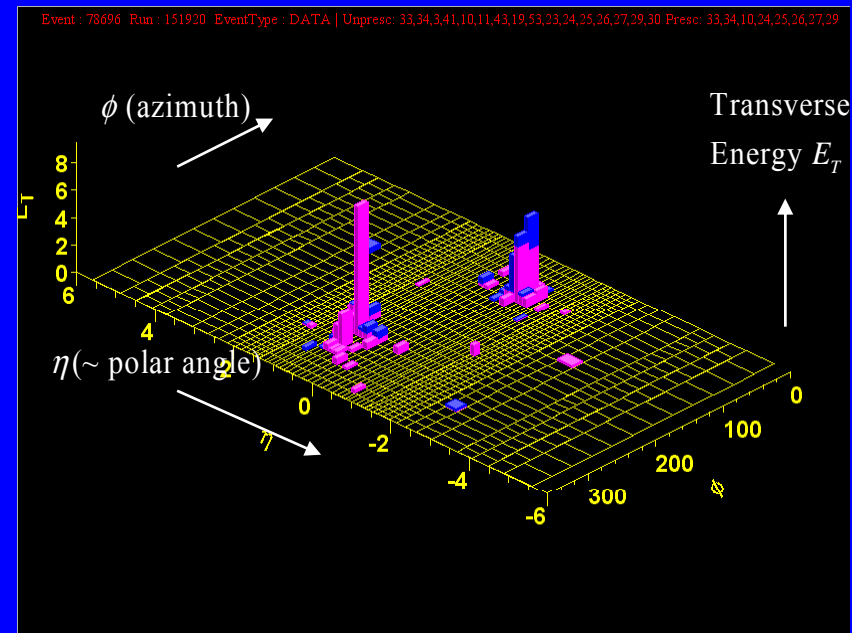 Event : 78696 Run : 151920 EventType : DATA | Unpresc: 33,34,3,41,10,11,43,19,53,23,24,25,26,27,29,30 Presc: 33,34,10,24,25,26,27,29
ϕ (azimuth)
Transverse
Energy E_T
E_T
8
6
4
2
0
6
4
2
0
-2
-4
-6
η (~ polar angle)
η
0
100
200
300
ϕ